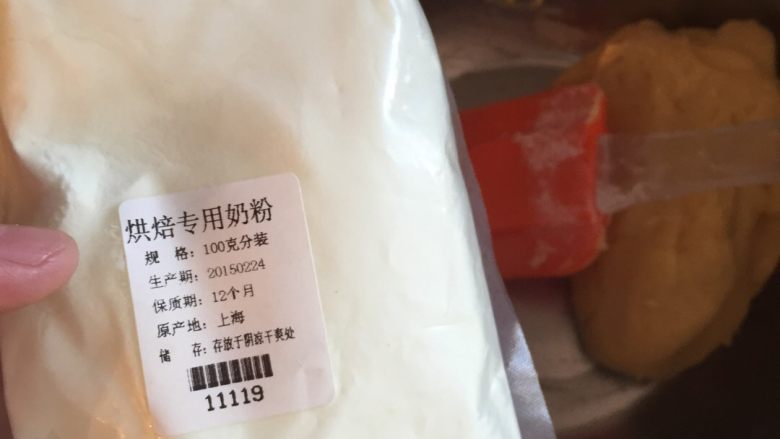 烘焙专用奶粉
规 格：100克分装
生产期：20150224
保质期：12个月
原产地：上海
储 存：存放于阴凉干爽处
11119